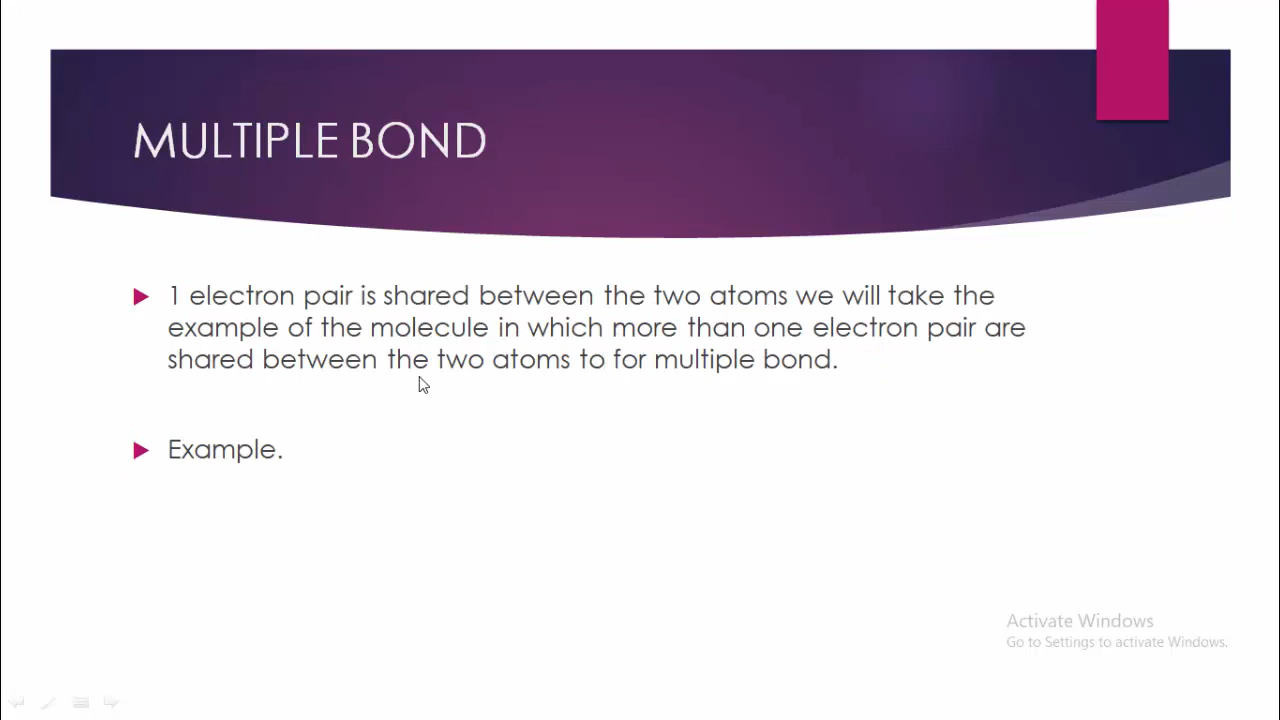 MULTIPLE BOND
1 electron pair is shared between the two atoms we will take the
example of the molecule in which more than one electron pair are
shared between the two atoms to for multiple bond.
Example.
Activate Windows
Go to Settings to activate Windows.